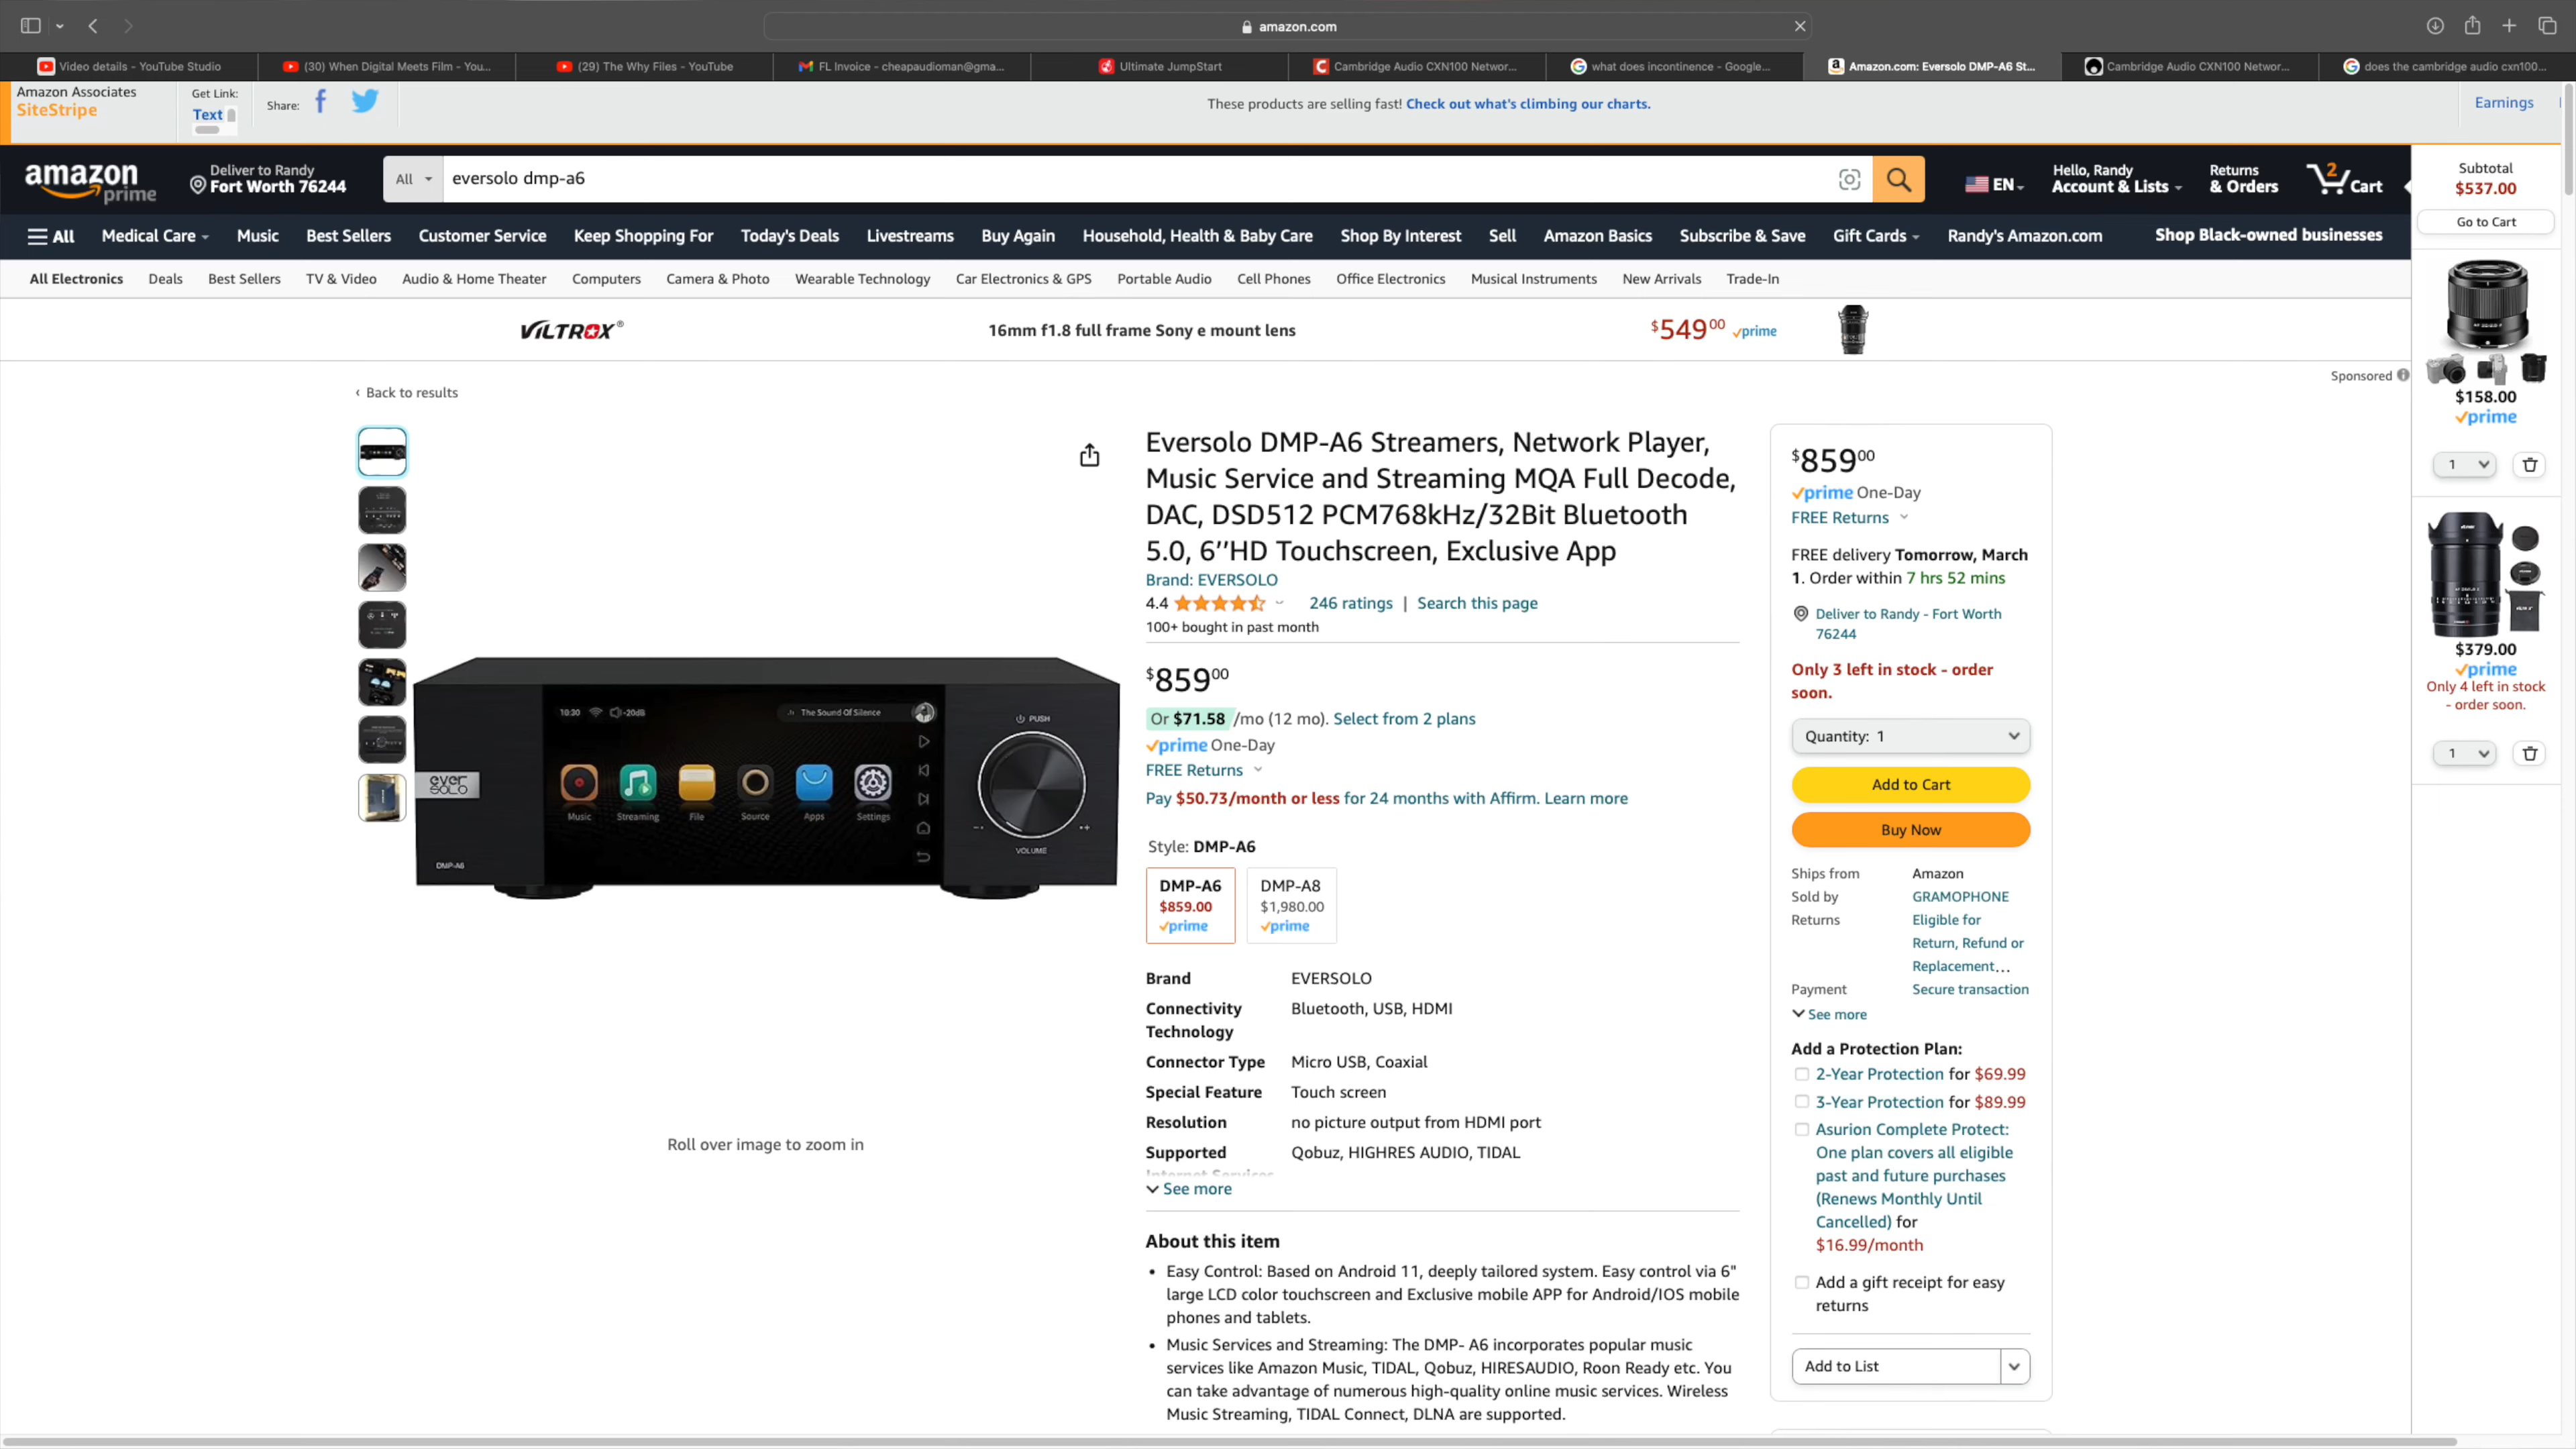 amazon.com
Video details - YouTube Studio
(30) When Digital Meets Film - You...
(29) The Why Files - YouTube
FL Invoice - cheapaudioman@gma...
Ultimate JumpStart
Cambridge Audio CXN100 Networ...
what does incontinence - Google...
Amazon.com: Eversolo DMP-A6 St...
Cambridge Audio CXN100 Networ...
does the cambridge audio cxn100...
Amazon Associates
SiteStripe
Get Link:
Text
Share:
These products are selling fast! Check out what's climbing our charts.
Earnings
amazon prime
Deliver to Randy
Fort Worth 76244
All
eversolo dmp-a6
EN
Hello, Randy
Account & Lists
Returns
& Orders
2
Cart
Subtotal
$537.00
Go to Cart
All
Medical Care
Music
Best Sellers
Customer Service
Keep Shopping For
Today's Deals
Livestreams
Buy Again
Household, Health & Baby Care
Shop By Interest
Sell
Amazon Basics
Subscribe & Save
Gift Cards
Randy's Amazon.com
Shop Black-owned businesses
All Electronics
Deals
Best Sellers
TV & Video
Audio & Home Theater
Computers
Camera & Photo
Wearable Technology
Car Electronics & GPS
Portable Audio
Cell Phones
Office Electronics
Musical Instruments
New Arrivals
Trade-In
VILTROX®
16mm f1.8 full frame Sony e mount lens
$549.00 prime
Sponsored
‹ Back to results
Eversolo DMP-A6 Streamers, Network Player,
Music Service and Streaming MQA Full Decode,
DAC, DSD512 PCM768kHz/32Bit Bluetooth
5.0, 6''HD Touchscreen, Exclusive App
Brand: EVERSOLO
4.4
246 ratings | Search this page
100+ bought in past month
$859.00
Or $71.58 /mo (12 mo). Select from 2 plans
prime One-Day
FREE Returns
Pay $50.73/month or less for 24 months with Affirm. Learn more
Style: DMP-A6
DMP-A6
$859.00
prime
DMP-A8
$1,980.00
prime
Brand EVERSOLO
Connectivity Technology Bluetooth, USB, HDMI
Connector Type Micro USB, Coaxial
Special Feature Touch screen
Resolution no picture output from HDMI port
Supported Internet Services Qobuz, HIGHRES AUDIO, TIDAL
See more
About this item
• Easy Control: Based on Android 11, deeply tailored system. Easy control via 6"
large LCD color touchscreen and Exclusive mobile APP for Android/IOS mobile
phones and tablets.
• Music Services and Streaming: The DMP- A6 incorporates popular music
services like Amazon Music, TIDAL, Qobuz, HIRESAUDIO, Roon Ready etc. You
can take advantage of numerous high-quality online music services. Wireless
Music Streaming, TIDAL Connect, DLNA are supported.
10:30
-20dB
The Sound Of Silence
PUSH
EVER SOLO
Music
Streaming
File
Source
Apps
Settings
VOLUME
DMP-A6
Roll over image to zoom in
$859.00
prime One-Day
FREE Returns
FREE delivery Tomorrow, March
1. Order within 7 hrs 52 mins
Deliver to Randy - Fort Worth
76244
Only 3 left in stock - order
soon.
Quantity: 1
Add to Cart
Buy Now
Ships from Amazon
Sold by GRAMOPHONE
Returns Eligible for
Return, Refund or
Replacement...
Payment Secure transaction
See more
Add a Protection Plan:
2-Year Protection for $69.99
3-Year Protection for $89.99
Asurion Complete Protect:
One plan covers all eligible
past and future purchases
(Renews Monthly Until
Cancelled) for
$16.99/month
Add a gift receipt for easy
returns
Add to List
$158.00
prime
1
$379.00
prime
Only 4 left in stock
- order soon.
1